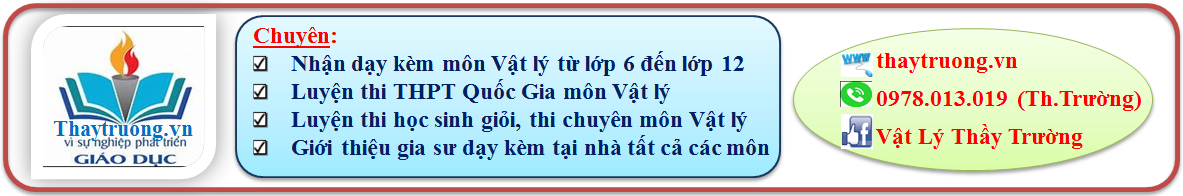 Thaytruong.vn
vì sự nghiệp phát triển
GIÁO DỤC
Chuyên:
Nhận dạy kèm môn Vật lý từ lớp 6 đến lớp 12
Luyện thi THPT Quốc Gia môn Vật lý
Luyện thi học sinh giỏi, thi chuyên môn Vật lý
Giới thiệu gia sư dạy kèm tại nhà tất cả các môn
www
thaytruong.vn
0978.013.019 (Th.Trường)
Vật Lý Thầy Trường